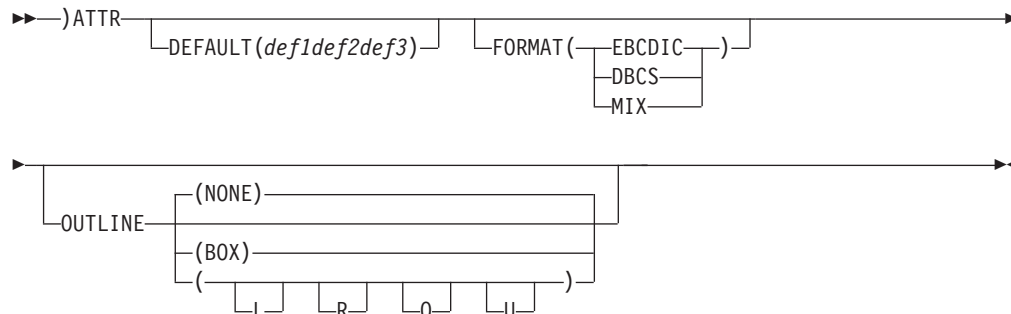 )ATTR
DEFAULT(def1def2def3)
FORMAT( EBCDIC )
DBCS
MIX
OUTLINE
(NONE)
(BOX)
( )
L R O U